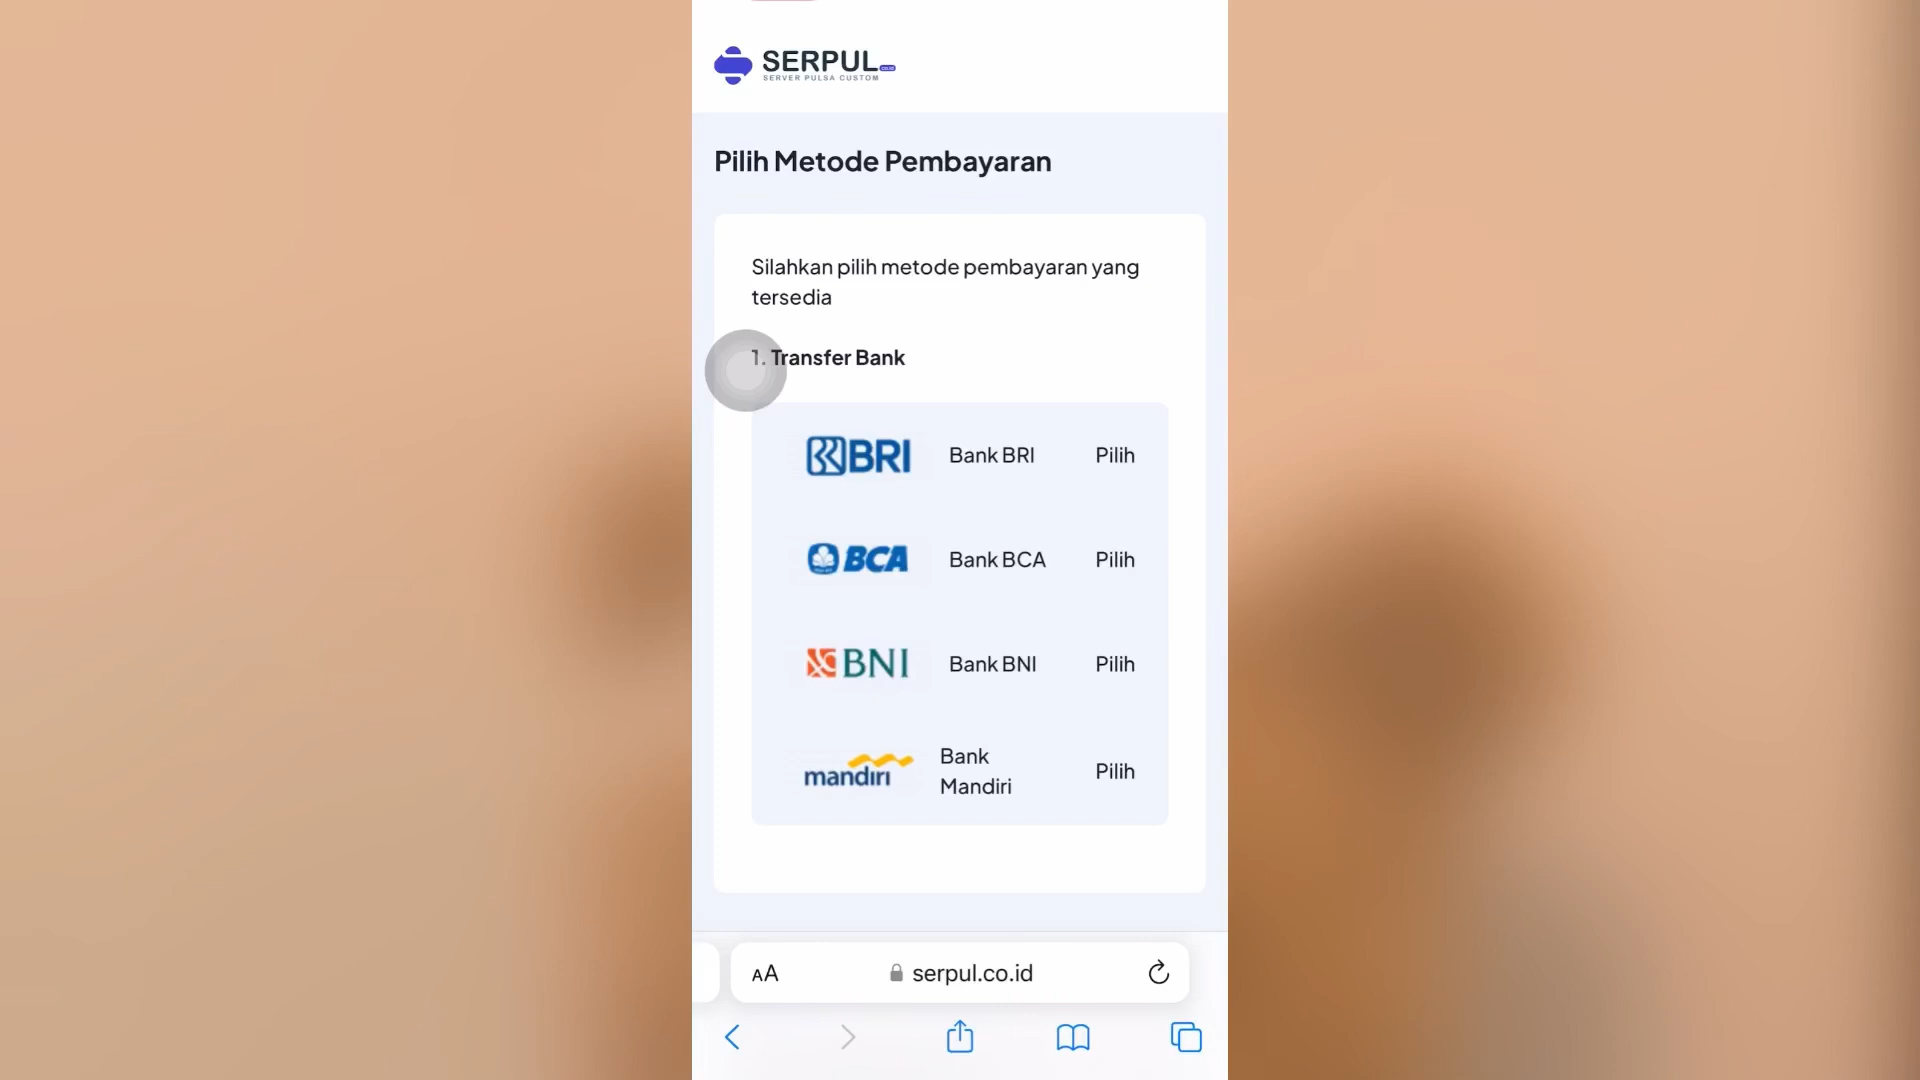 SERPUL
SERVER PULSA CUSTOM
Pilih Metode Pembayaran
Silahkan pilih metode pembayaran yang
tersedia
1. Transfer Bank
BRI Bank BRI Pilih
BCA Bank BCA Pilih
BNI Bank BNI Pilih
mandiri Bank Mandiri Pilih
AA serpul.co.id